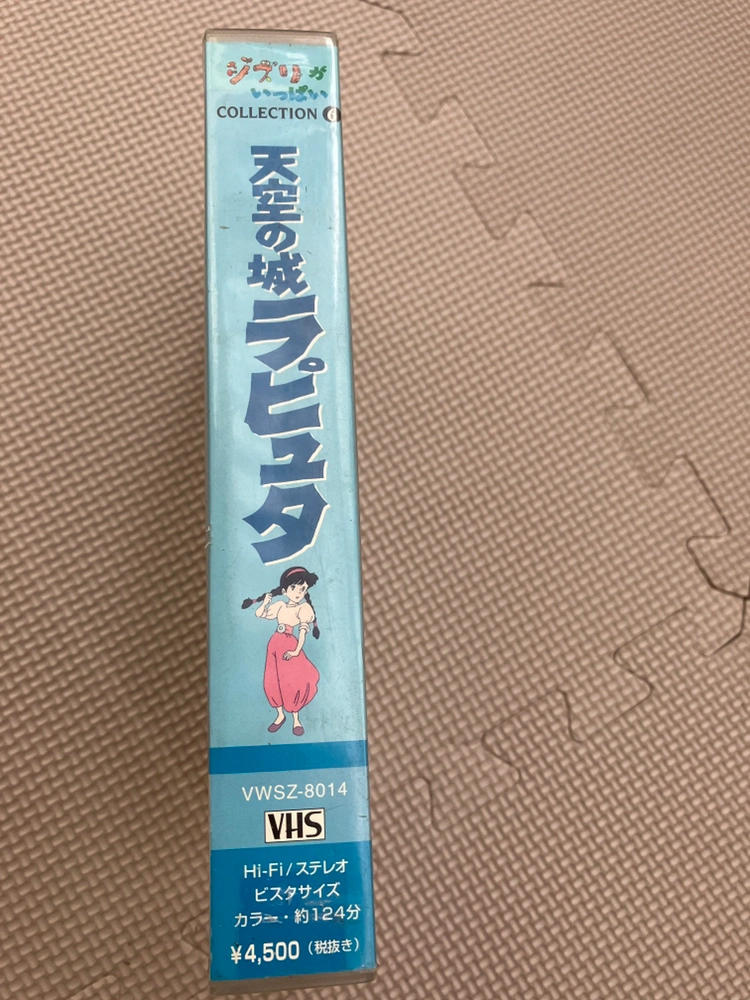 ジブリが
いっぱい
COLLECTION
天空の城
ラピュタ
VWSZ-8014
VHS
Hi-Fi/ステレオ
ビスタサイズ
カラー・約124分
¥4,500(税抜き)